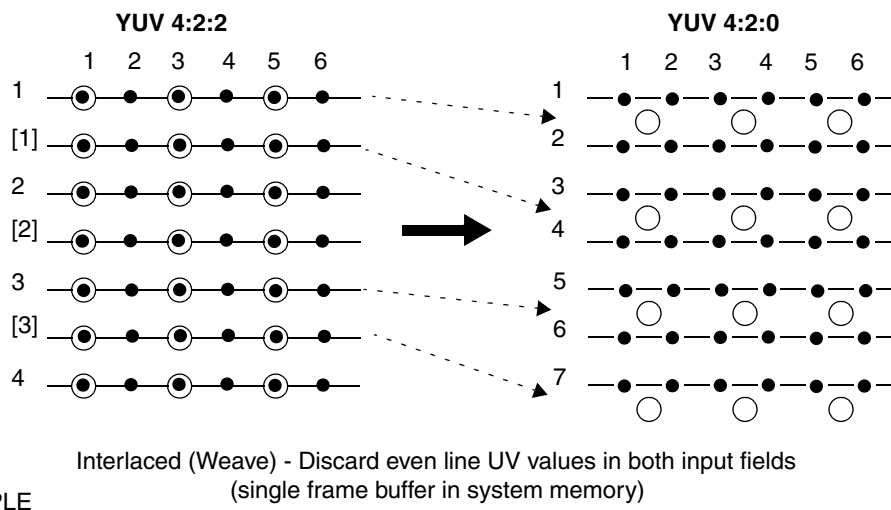 YUV 4:2:2 YUV 4:2:0
1 2 3 4 5 6 1 2 3 4 5 6
1 1
[1] 2
2 3
[2] 4
3 5
[3] 6
4 7
Interlaced (Weave) - Discard even line UV values in both input fields
(single frame buffer in system memory)
PLE